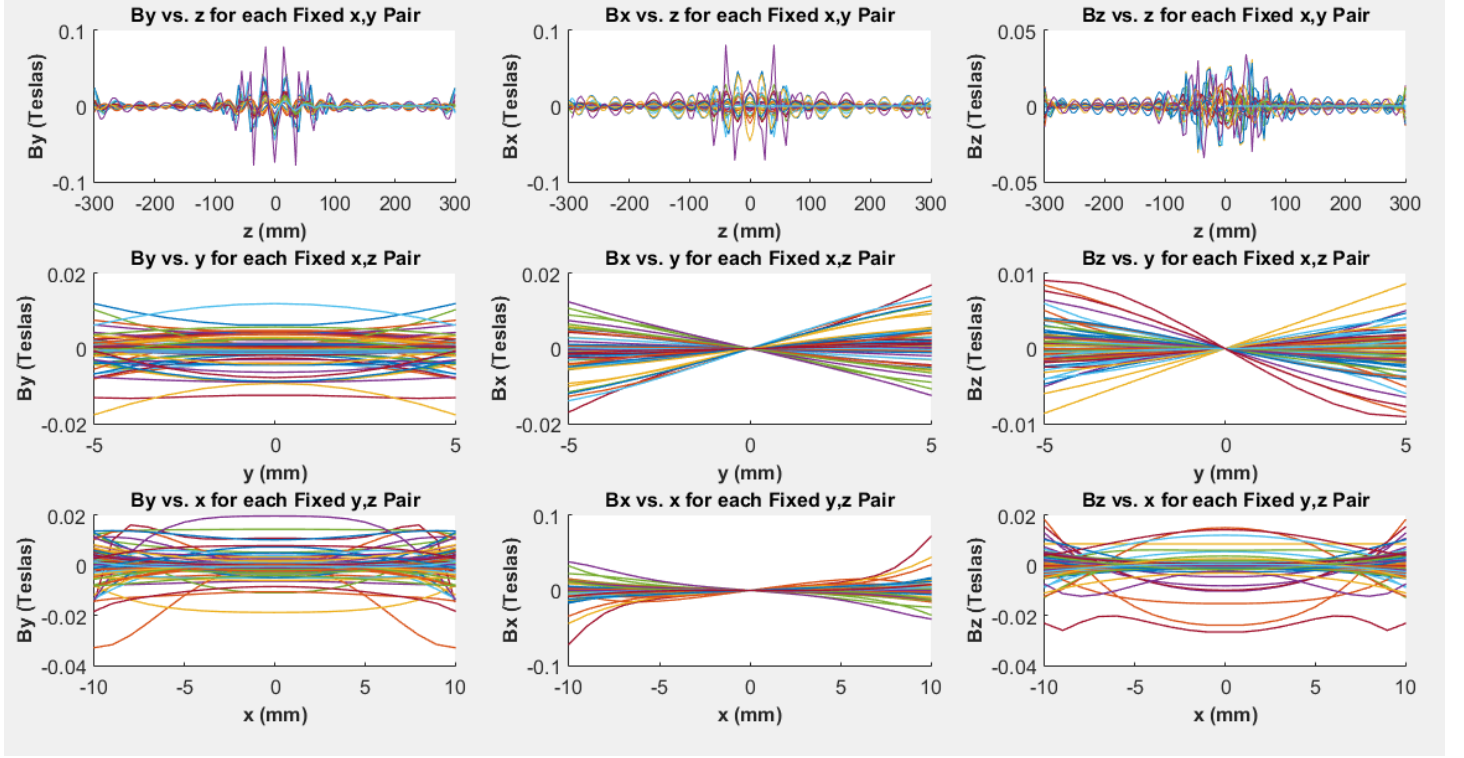 By vs. z for each Fixed x,y Pair
0.1
0
-0.1
By (Teslas)
-300 -200 -100 0 100 200 300
z (mm)
Bx vs. z for each Fixed x,y Pair
0.1
0
-0.1
Bx (Teslas)
-300 -200 -100 0 100 200 300
z (mm)
Bz vs. z for each Fixed x,y Pair
0.05
0
-0.05
Bz (Teslas)
-300 -200 -100 0 100 200 300
z (mm)
By vs. y for each Fixed x,z Pair
0.02
0
-0.02
By (Teslas)
-5 0 5
y (mm)
Bx vs. y for each Fixed x,z Pair
0.02
0
-0.02
Bx (Teslas)
-5 0 5
y (mm)
Bz vs. y for each Fixed x,z Pair
0.01
0
-0.01
Bz (Teslas)
-5 0 5
y (mm)
By vs. x for each Fixed y,z Pair
0.02
0
-0.02
-0.04
By (Teslas)
-10 -5 0 5 10
x (mm)
Bx vs. x for each Fixed y,z Pair
0.1
0
-0.1
Bx (Teslas)
-10 -5 0 5 10
x (mm)
Bz vs. x for each Fixed y,z Pair
0.02
0
-0.02
-0.04
Bz (Teslas)
-10 -5 0 5 10
x (mm)